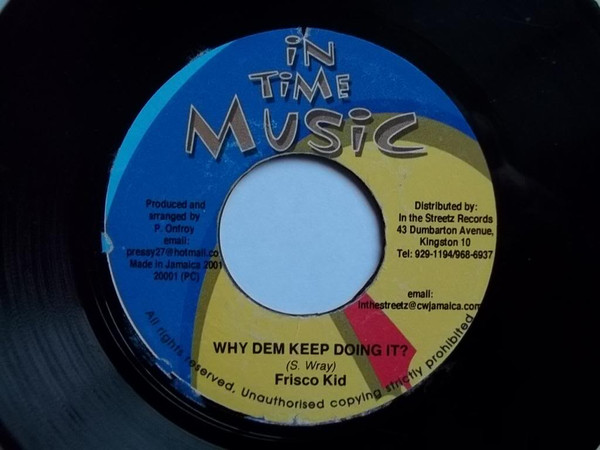 iN
TiME
MUSiC
Produced and
arranged by
P. Onfroy
email:
preaay27@hotmail.co
Made in Jamaica 2001
20001 (PC)
Distributed by:
In the Streetz Records
43 Dumbarton Avenue,
Kingston 10
Tel: 929-1194/968-6937
email:
inthestreetz@cwjamaica.com
WHY DEM KEEP DOING IT?
(S. Wray)
Frisco Kid
All rights reserved. Unauthorised copying strictly prohibited